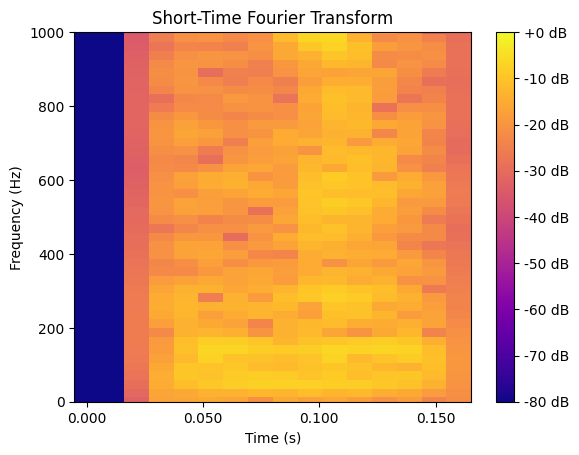 Short-Time Fourier Transform
Frequency (Hz)
1000
800
600
400
200
0
0.000
0.050
0.100
0.150
Time (s)
+0 dB
-10 dB
-20 dB
-30 dB
-40 dB
-50 dB
-60 dB
-70 dB
-80 dB